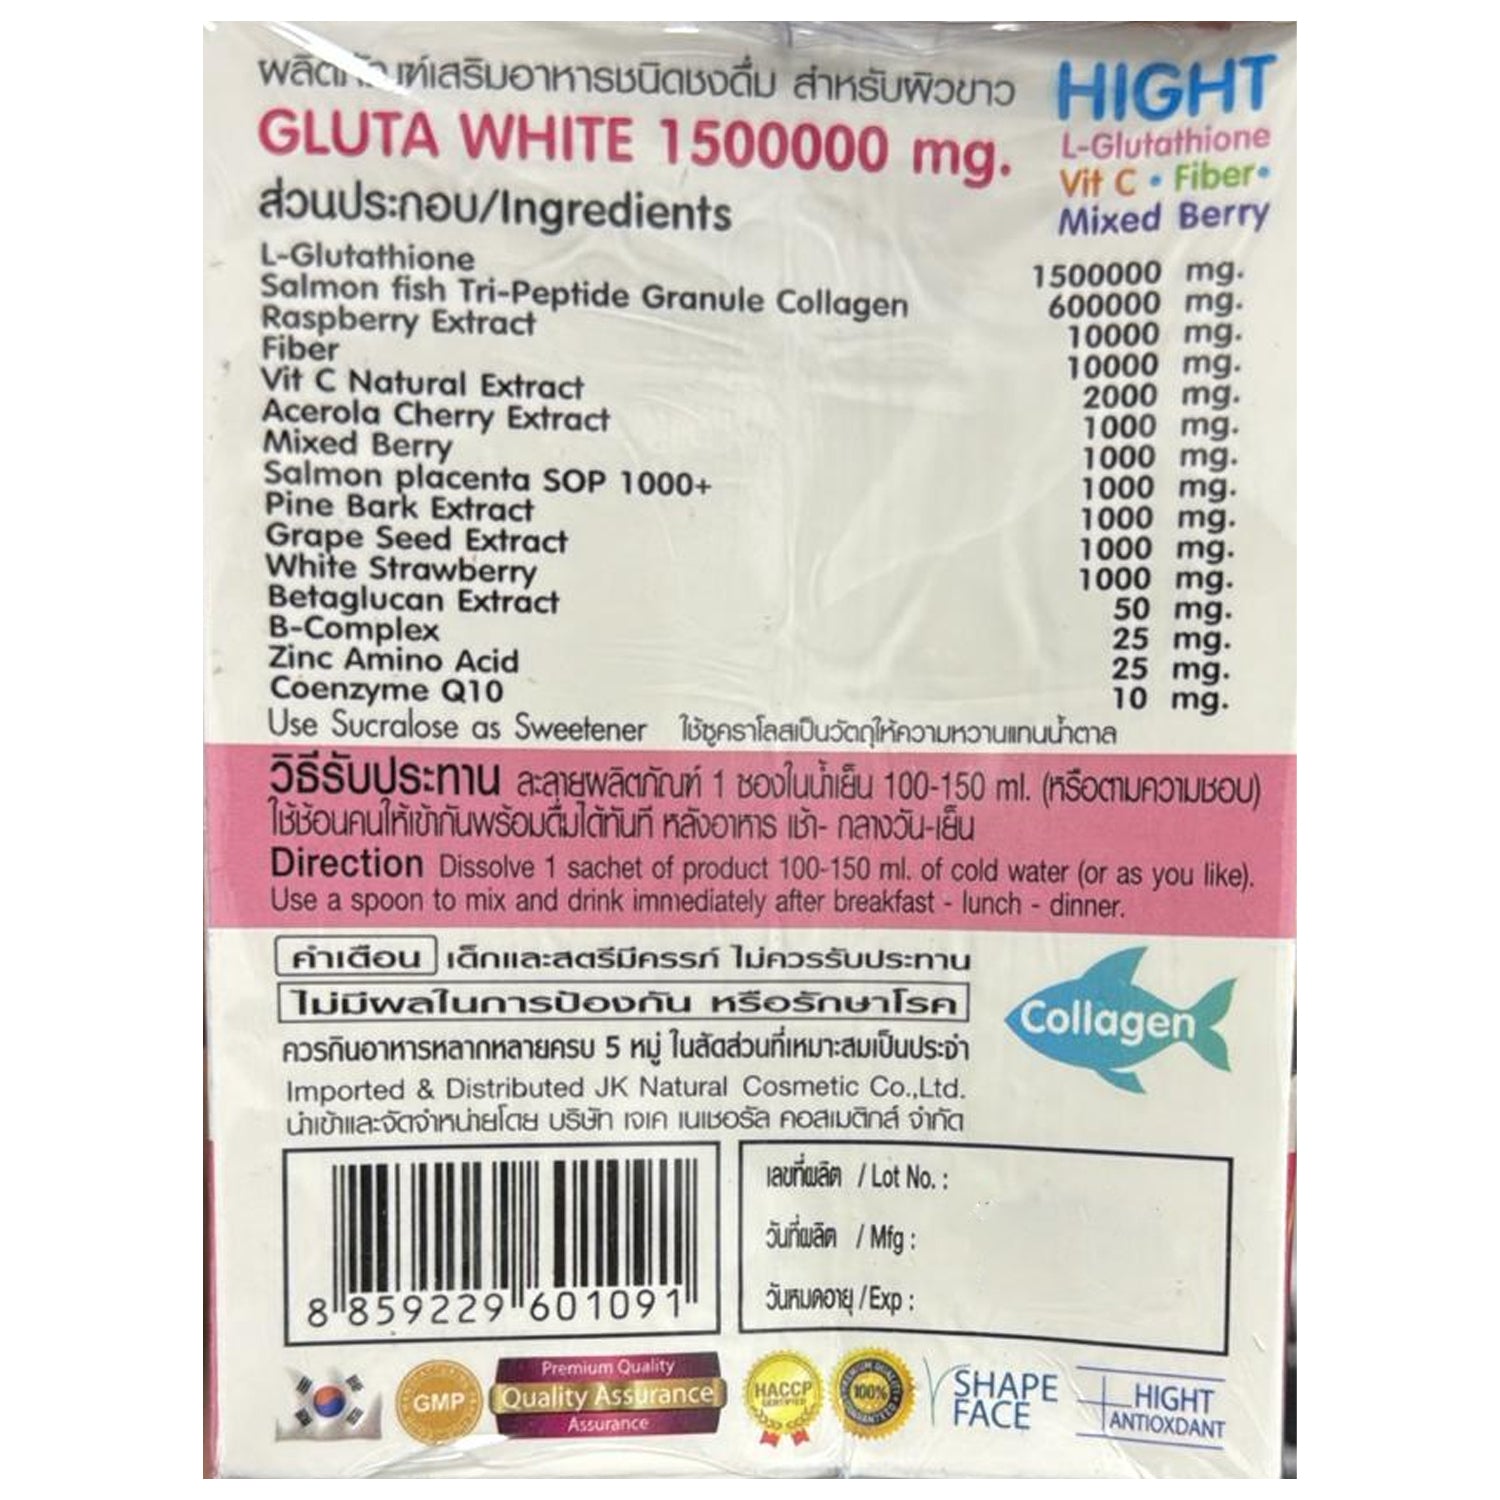 ผลิตภัณฑ์เสริมอาหารชนิดชงดื่ม สำหรับผิวขาว
GLUTA WHITE 1500000 mg.
HIGHT
L-Glutathione
Vit C • Fiber•
Mixed Berry
ส่วนประกอบ/Ingredients
L-Glutathione 1500000 mg.
Salmon fish Tri-Peptide Granule Collagen 600000 mg.
Raspberry Extract 10000 mg.
Fiber 10000 mg.
Vit C Natural Extract 2000 mg.
Acerola Cherry Extract 1000 mg.
Mixed Berry 1000 mg.
Salmon placenta SOP 1000+ 1000 mg.
Pine Bark Extract 1000 mg.
Grape Seed Extract 1000 mg.
White Strawberry 1000 mg.
Betaglucan Extract 50 mg.
B-Complex 25 mg.
Zinc Amino Acid 25 mg.
Coenzyme Q10 10 mg.
Use Sucralose as Sweetener ใช้ซูคราโลสเป็นวัตถุให้ความหวานแทนน้ำตาล
วิธีรับประทาน ละลายผลิตภัณฑ์ 1 ซองในน้ำเย็น 100-150 ml. (หรือตามความชอบ)
ใช้ช้อนคนให้เข้ากันพร้อมดื่มได้ทันที หลังอาหาร เช้า- กลางวัน-เย็น
Direction Dissolve 1 sachet of product 100-150 ml. of cold water (or as you like).
Use a spoon to mix and drink immediately after breakfast - lunch - dinner.
คำเตือน เด็กและสตรีมีครรภ์ ไม่ควรรับประทาน
ไม่มีผลในการป้องกัน หรือรักษาโรค
ควรกินอาหารหลากหลายครบ 5 หมู่ ในสัดส่วนที่เหมาะสมเป็นประจำ
Collagen
Imported & Distributed JK Natural Cosmetic Co.,Ltd.
นำเข้าและจัดจำหน่ายโดย บริษัท เจเค เนเชอรัล คอสเมติกส์ จำกัด
เลขที่ผลิต / Lot No. :
วันที่ผลิต / Mfg :
วันหมดอายุ / Exp :
8 859229 601091
GMP
Premium Quality
Quality Assurance
Assurance
HACCP
CERTIFIED
PREMIUM QUALITY
100%
GUARANTEED
SHAPE
FACE
HIGHT
ANTIOXDANT